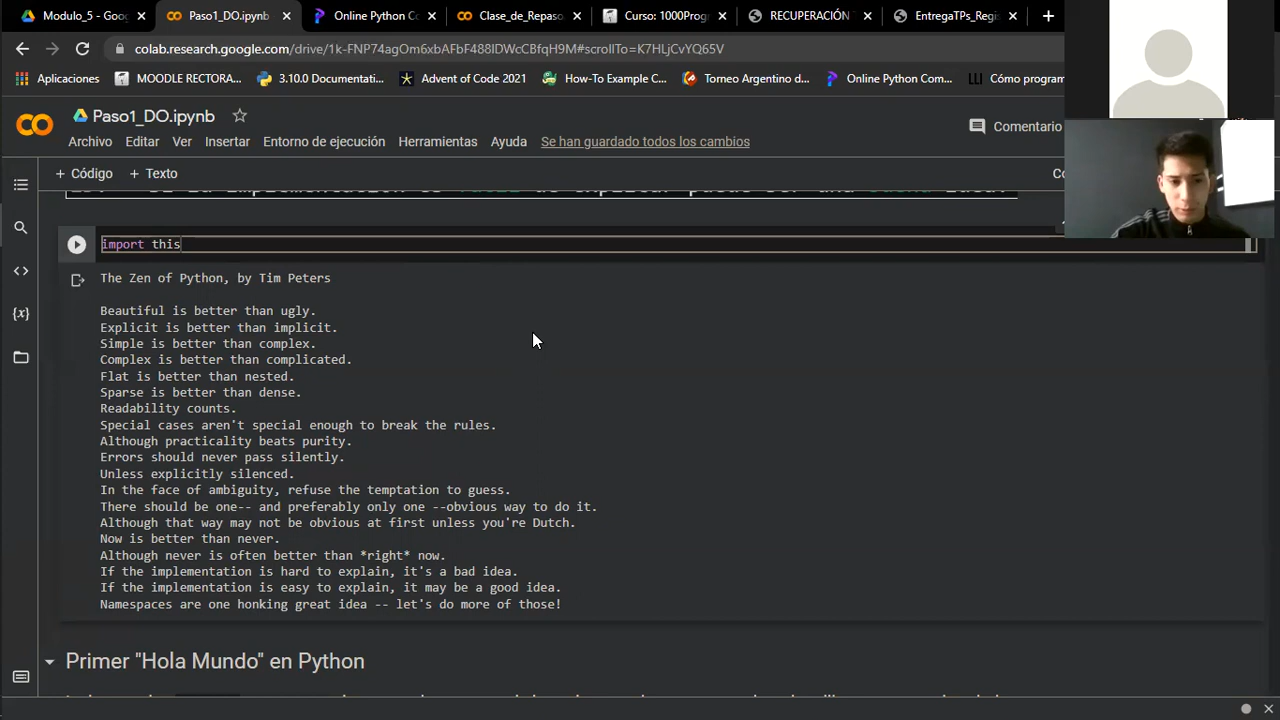 Modulo_5 - Goog
Paso1_DO.ipynb
Online Python Co
Clase_de_Repaso
Curso: 1000Prog
RECUPERACIÓN
EntregaTPs_Regi
colab.research.google.com/drive/1k-FNP74agOm6xbAFbF488IDWcCBfqH9M#scrollTo=K7HLjCvYQ65V
Aplicaciones
MOODLE RECTORA...
3.10.0 Documentati...
Advent of Code 2021
How-To Example C...
Torneo Argentino d...
Online Python Com...
Cómo program
Paso1_DO.ipynb
Comentario
Archivo Editar Ver Insertar Entorno de ejecución Herramientas Ayuda Se han guardado todos los cambios
+ Código + Texto
import this
The Zen of Python, by Tim Peters
Beautiful is better than ugly.
Explicit is better than implicit.
Simple is better than complex.
Complex is better than complicated.
Flat is better than nested.
Sparse is better than dense.
Readability counts.
Special cases aren't special enough to break the rules.
Although practicality beats purity.
Errors should never pass silently.
Unless explicitly silenced.
In the face of ambiguity, refuse the temptation to guess.
There should be one-- and preferably only one --obvious way to do it.
Although that way may not be obvious at first unless you're Dutch.
Now is better than never.
Although never is often better than *right* now.
If the implementation is hard to explain, it's a bad idea.
If the implementation is easy to explain, it may be a good idea.
Namespaces are one honking great idea -- let's do more of those!
Primer "Hola Mundo" en Python